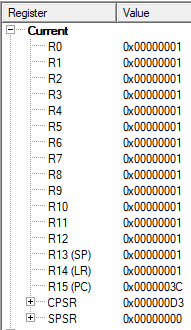 Register Value
Current
R0 0x00000001
R1 0x00000001
R2 0x00000001
R3 0x00000001
R4 0x00000001
R5 0x00000001
R6 0x00000001
R7 0x00000001
R8 0x00000001
R9 0x00000001
R10 0x00000001
R11 0x00000001
R12 0x00000001
R13 (SP) 0x00000001
R14 (LR) 0x00000001
R15 (PC) 0x0000003C
CPSR 0x000000D3
SPSR 0x00000000